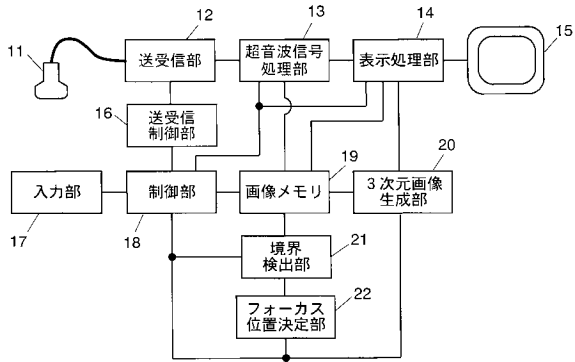 11
12
送受信部
13
超音波信号
処理部
14
表示処理部
15
16
送受信
制御部
入力部
17
制御部
18
19
画像メモリ
20
3次元画像
生成部
境界
検出部
21
フォーカス
位置決定部
22